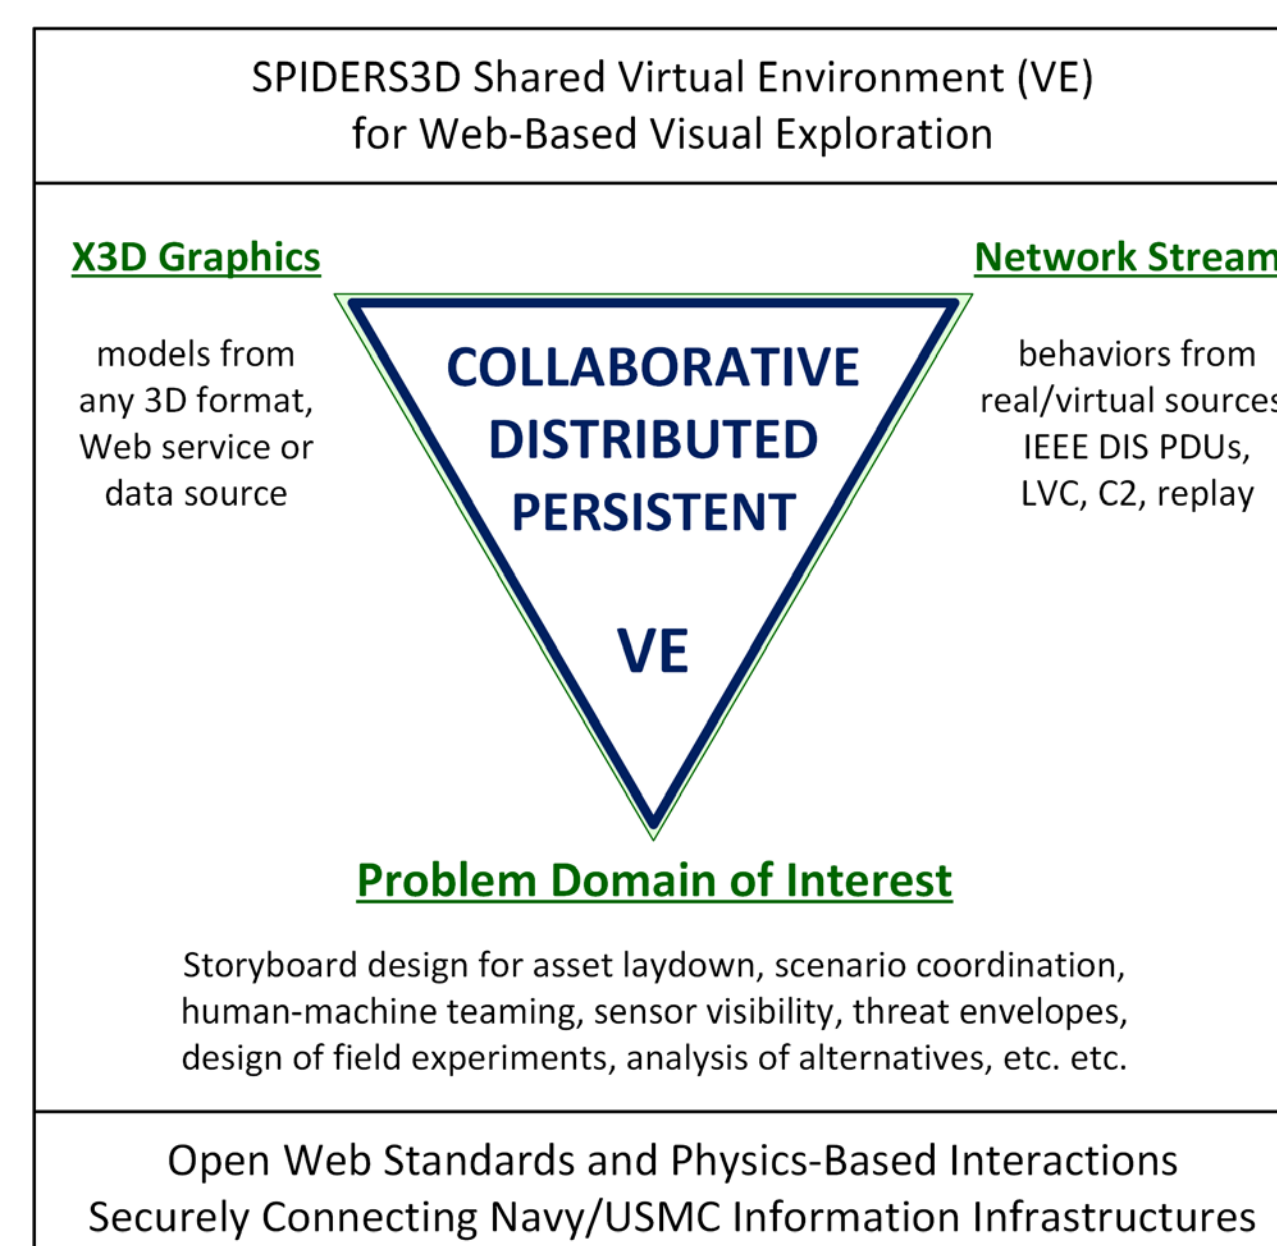 SPIDERS3D Shared Virtual Environment (VE)
for Web-Based Visual Exploration
X3D Graphics
models from
any 3D format,
Web service or
data source
COLLABORATIVE
DISTRIBUTED
PERSISTENT
VE
Network Stream
behaviors from
real/virtual sources
IEEE DIS PDUs,
LVC, C2, replay
Problem Domain of Interest
Storyboard design for asset laydown, scenario coordination,
human-machine teaming, sensor visibility, threat envelopes,
design of field experiments, analysis of alternatives, etc. etc.
Open Web Standards and Physics-Based Interactions
Securely Connecting Navy/USMC Information Infrastructures